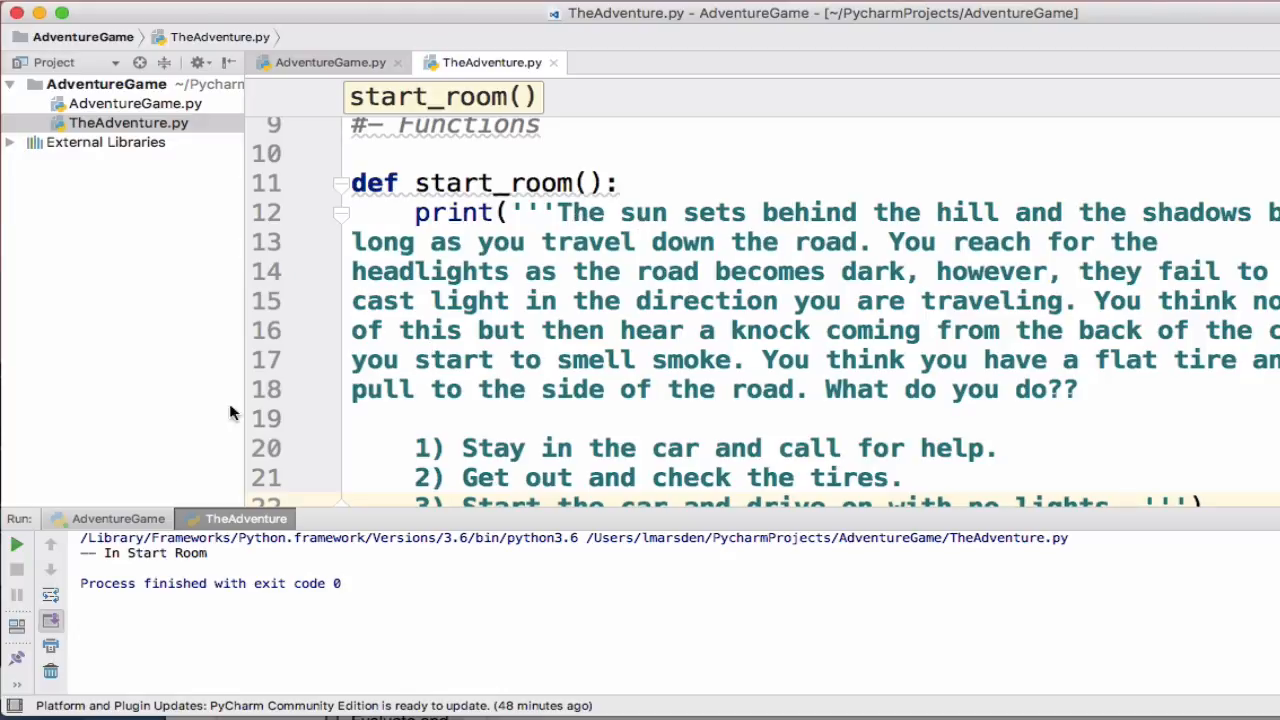 TheAdventure.py - AdventureGame - [~/PycharmProjects/AdventureGame]
AdventureGame TheAdventure.py
Project AdventureGame.py TheAdventure.py
AdventureGame ~/Pycharm
AdventureGame.py
TheAdventure.py
External Libraries
start_room()
9 #- Functions
10
11 def start_room():
12 print('''The sun sets behind the hill and the shadows
13 long as you travel down the road. You reach for the
14 headlights as the road becomes dark, however, they fail to
15 cast light in the direction you are traveling. You think
16 of this but then hear a knock coming from the back of the
17 you start to smell smoke. You think you have a flat tire
18 pull to the side of the road. What do you do??
19
20 1) Stay in the car and call for help.
21 2) Get out and check the tires.
22 3) Start the car and drive on with no lights. ''')
Run: AdventureGame TheAdventure
/Library/Frameworks/Python.framework/Versions/3.6/bin/python3.6 /Users/lmarsden/PycharmProjects/AdventureGame/TheAdventure.py
-- In Start Room
Process finished with exit code 0
Platform and Plugin Updates: PyCharm Community Edition is ready to update. (48 minutes ago)